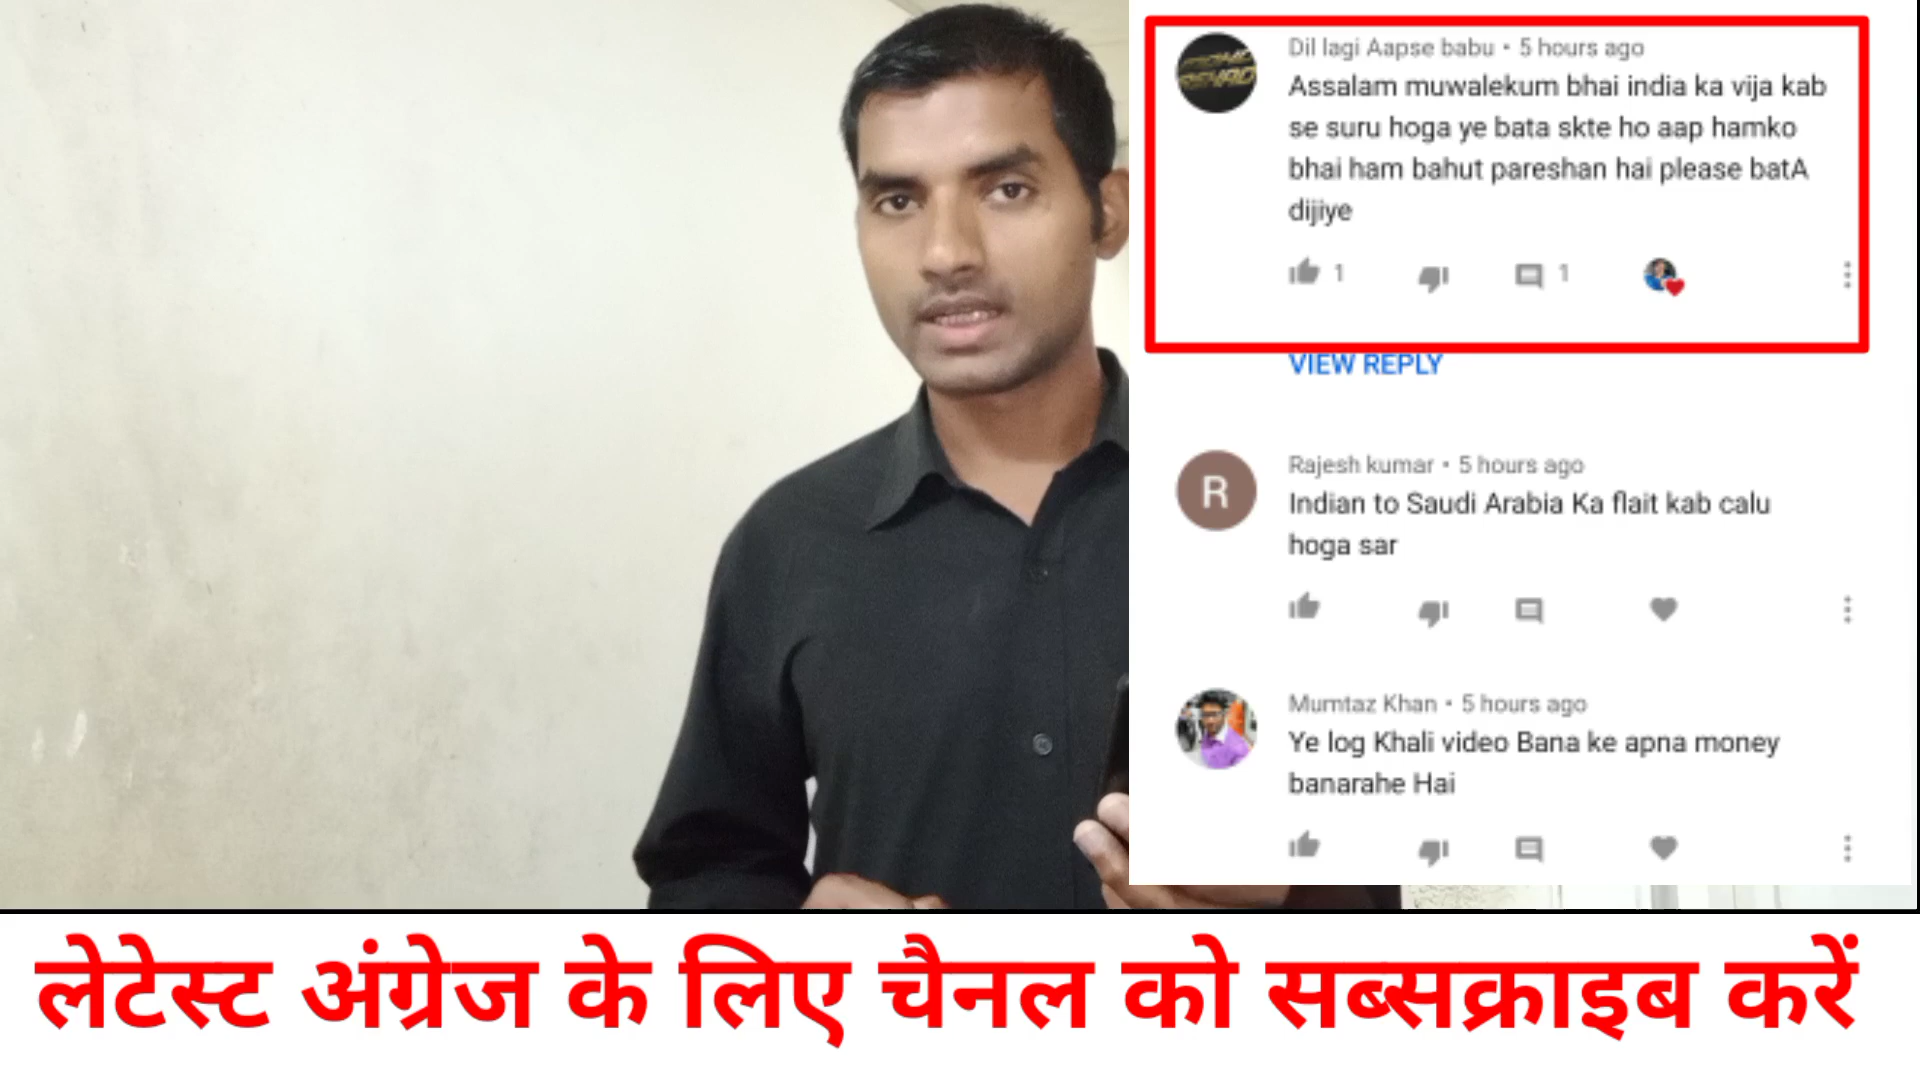 Dil lagi Aapse babu • 5 hours ago
Assalam muwalekum bhai india ka vija kab
se suru hoga ye bata skte ho aap hamko
bhai ham bahut pareshan hai please batA
dijiye
1
1
VIEW REPLY
R
Rajesh kumar • 5 hours ago
Indian to Saudi Arabia Ka flait kab calu
hoga sar
Mumtaz Khan • 5 hours ago
Ye log Khali video Bana ke apna money
banarahe Hai
लेटेस्ट अंग्रेज के लिए चैनल को सब्सक्राइब करें